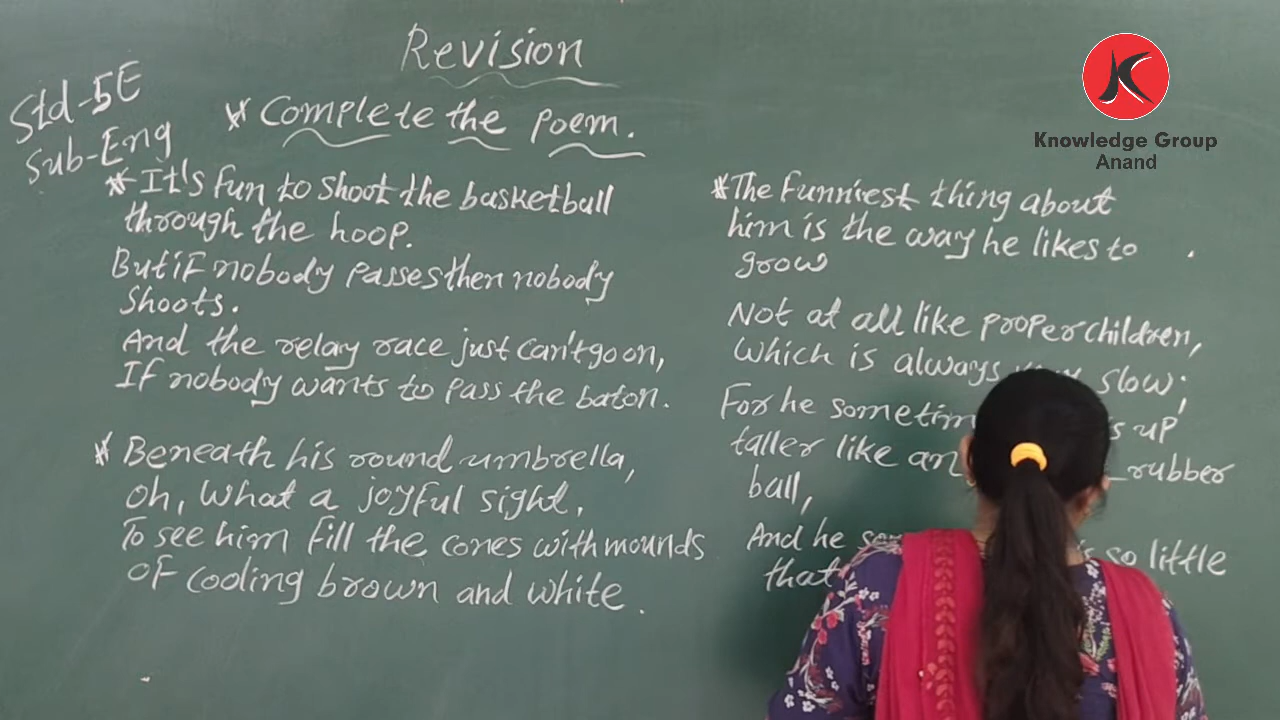 Revision
Std-5E
Sub-Eng
* Complete the poem.
* It's fun to shoot the basketball
through the hoop.
But if nobody passes then nobody
shoots.
And the relay race just can't go on,
If nobody wants to pass the baton.
* Beneath his round umbrella,
Oh, what a joyful sight,
To see him fill the cones with mounds
Of cooling brown and white.
* The funniest thing about
him is the way he likes to
grow
Not at all like proper children,
which is always slow;
For he up
taller like an rubber
ball,
And he so little
that
Knowledge Group
Anand